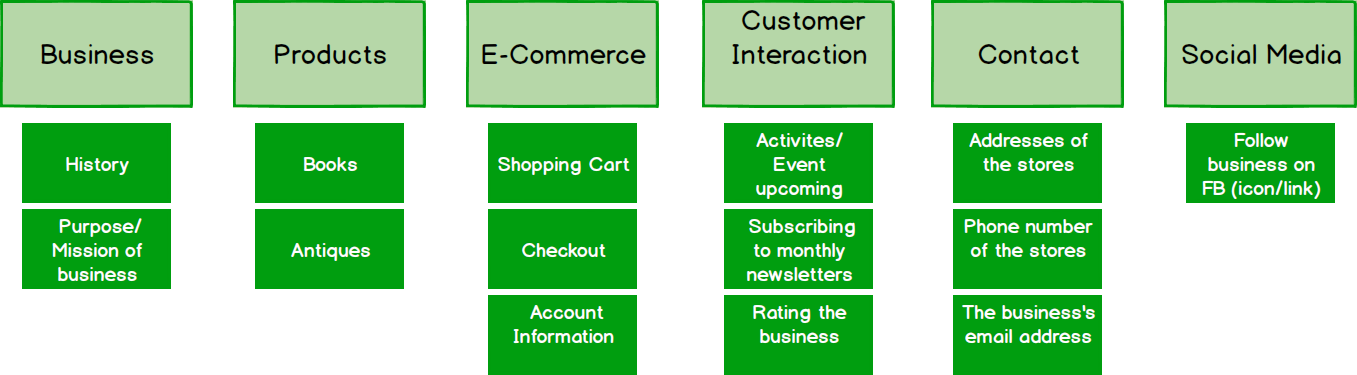 Business
History
Purpose/
Mission of
business
Products
Books
Antiques
E-Commerce
Shopping Cart
Checkout
Account
Information
Customer
Interaction
Activites/
Event
upcoming
Subscribing
to monthly
newsletters
Rating the
business
Contact
Addresses of
the stores
Phone number
of the stores
The business's
email address
Social Media
Follow
business on
FB (icon/link)